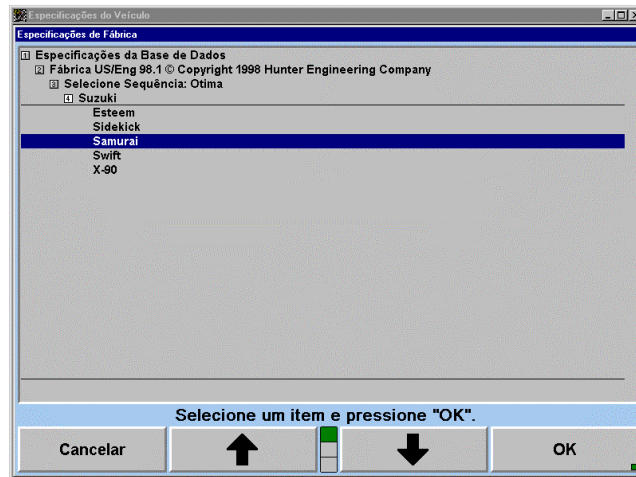 Especificações do Veículo
Especificações de Fábrica
1 Especificações da Base de Dados
2 Fábrica US/Eng 98.1 © Copyright 1998 Hunter Engineering Company
3 Selecione Sequência: Otima
4 Suzuki
Esteem
Sidekick
Samurai
Swift
X-90
Selecione um item e pressione "OK".
Cancelar
OK